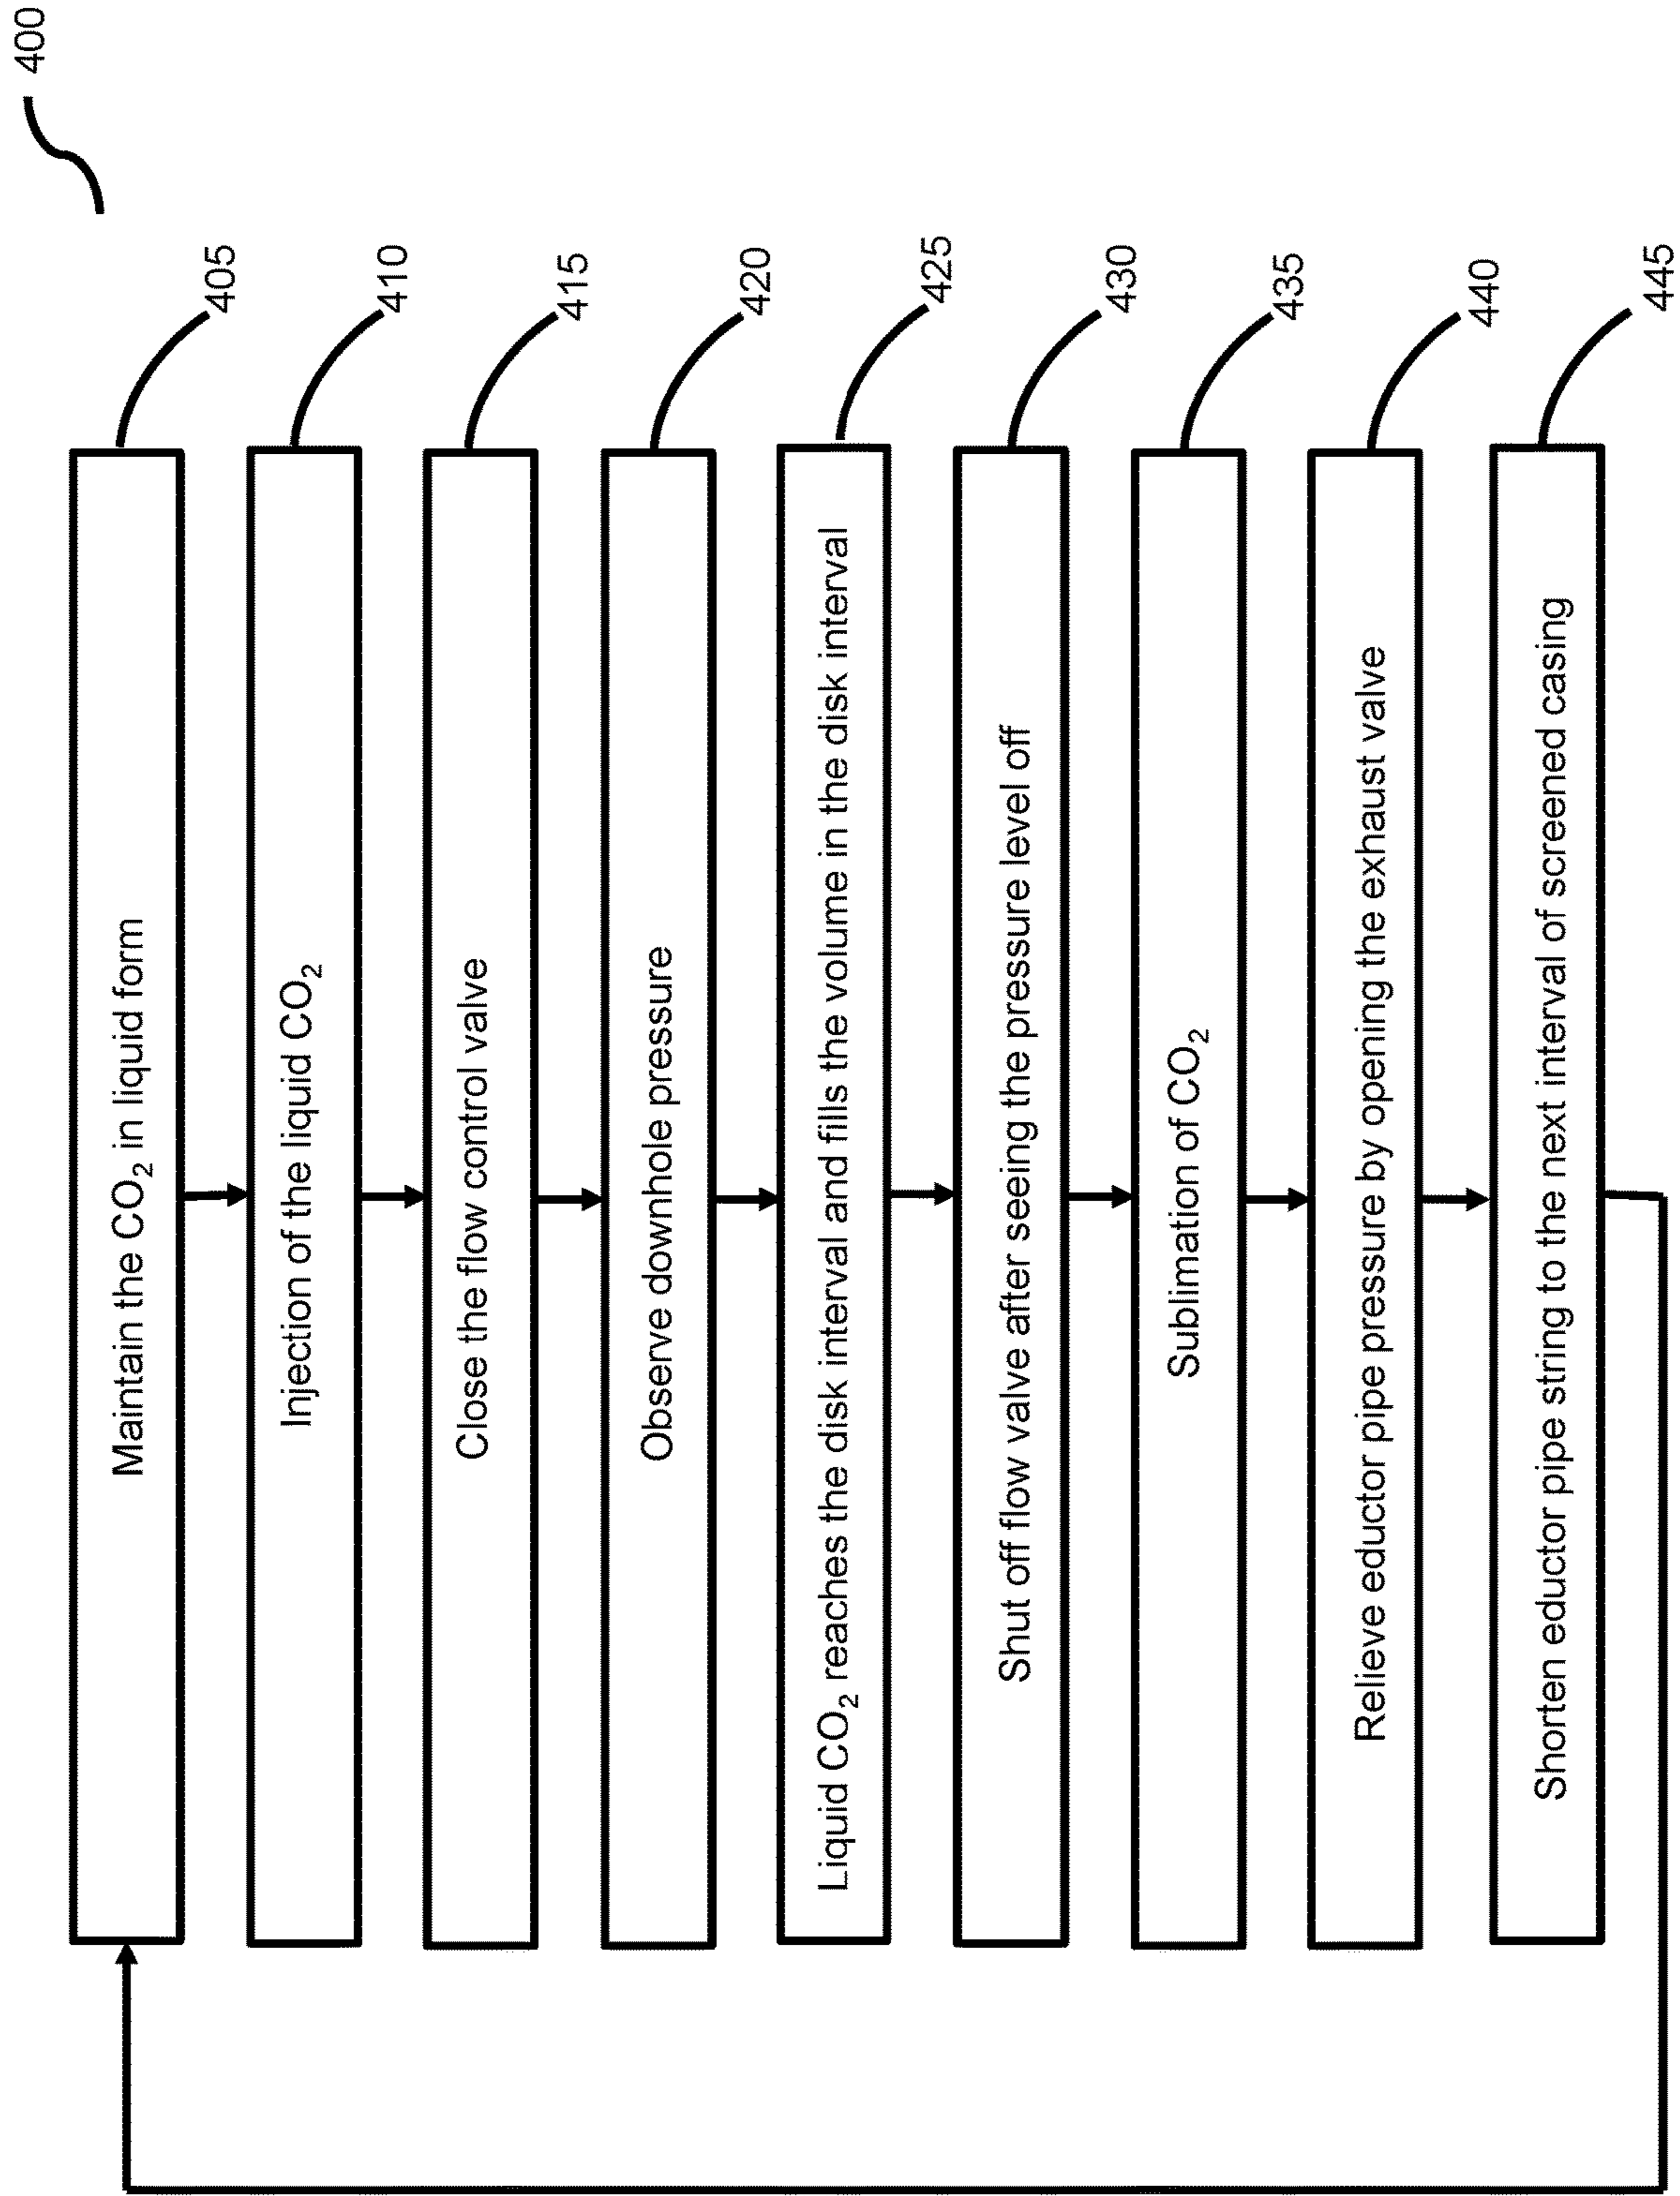 400
Maintain the CO₂ in liquid form
405
Injection of the liquid CO₂
410
Close the flow control valve
415
Observe downhole pressure
420
Liquid CO₂ reaches the disk interval and fills the volume in the disk interval
425
Shut off flow valve after seeing the pressure level off
430
Sublimation of CO₂
435
Relieve eductor pipe pressure by opening the exhaust valve
440
Shorten eductor pipe string to the next interval of screened casing
445